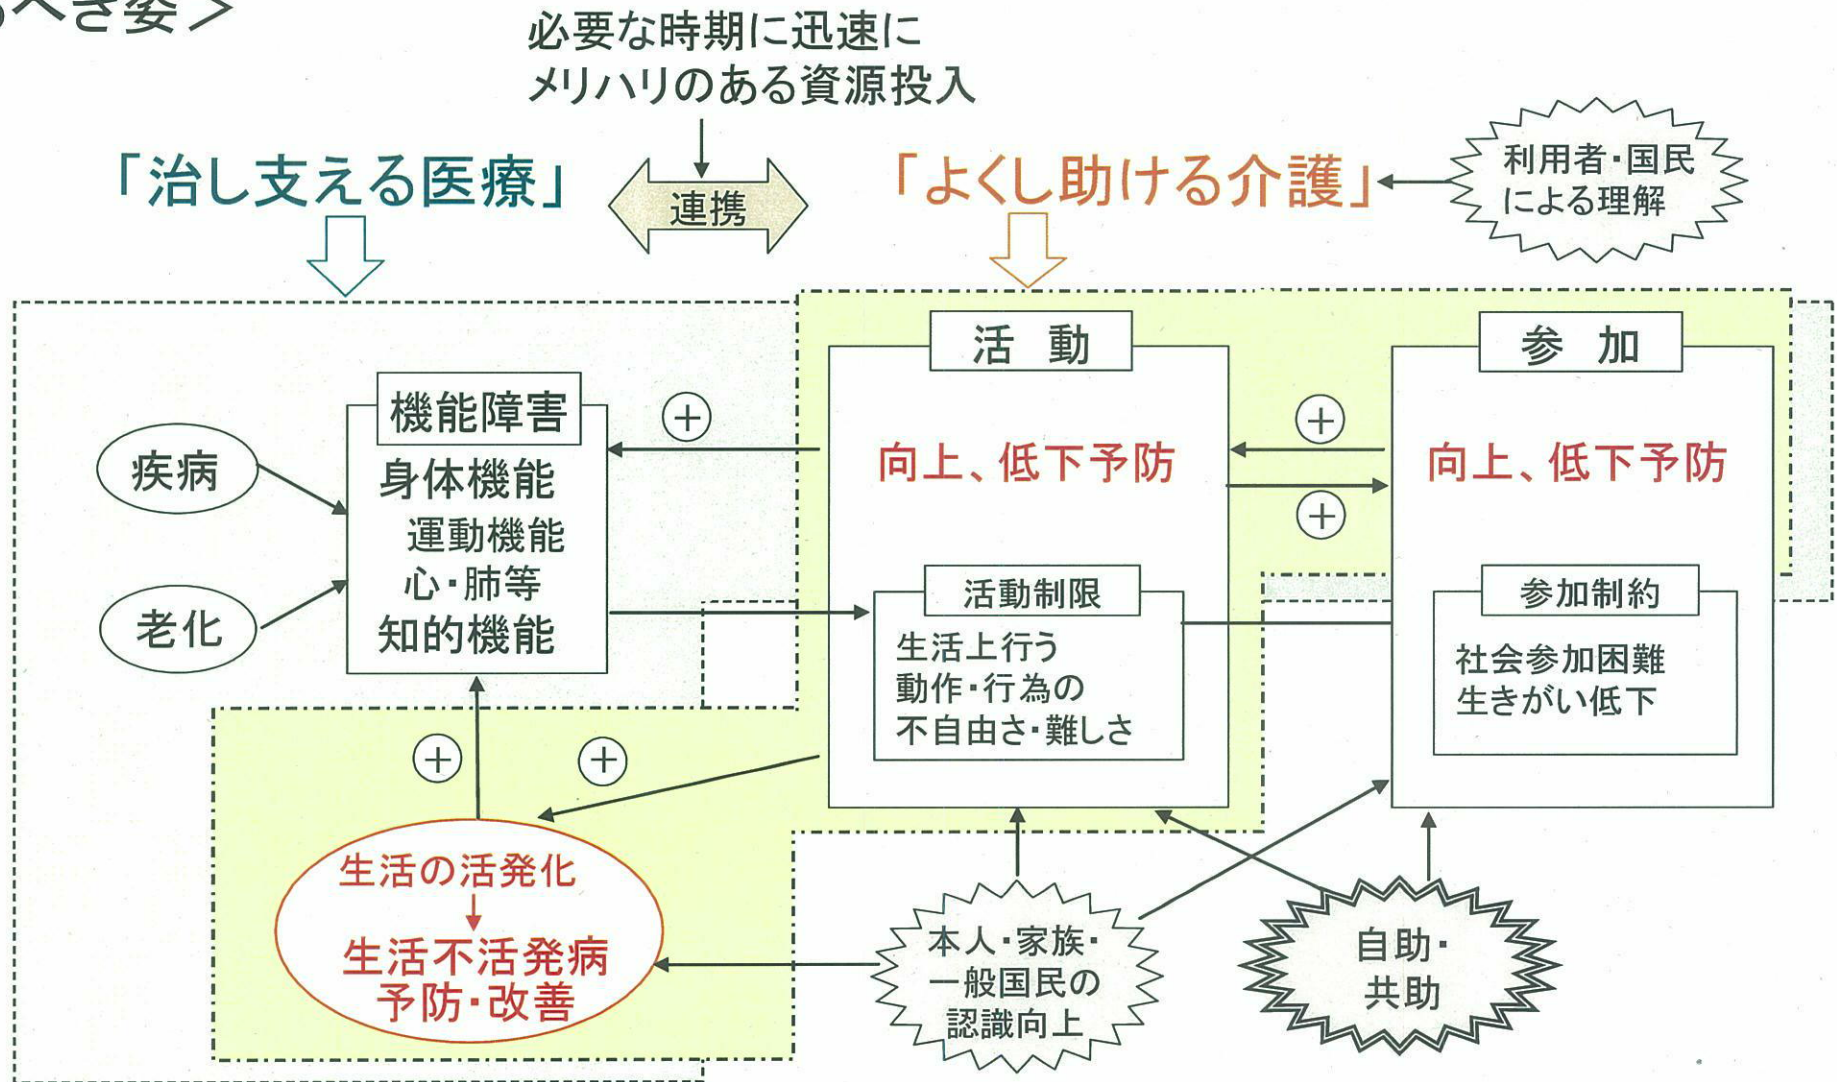 べき姿＞
必要な時期に迅速に
メリハリのある資源投入
「治し支える医療」
連携
「よくし助ける介護」
利用者・国民
による理解
活 動
参 加
機能障害
身体機能
運動機能
心・肺等
知的機能
疾病
老化
＋
向上、低下予防
＋
＋
向上、低下予防
活動制限
生活上行う
動作・行為の
不自由さ・難しさ
参加制約
社会参加困難
生きがい低下
＋
＋
生活の活発化
生活不活発病
予防・改善
本人・家族・
一般国民の
認識向上
自助・
共助